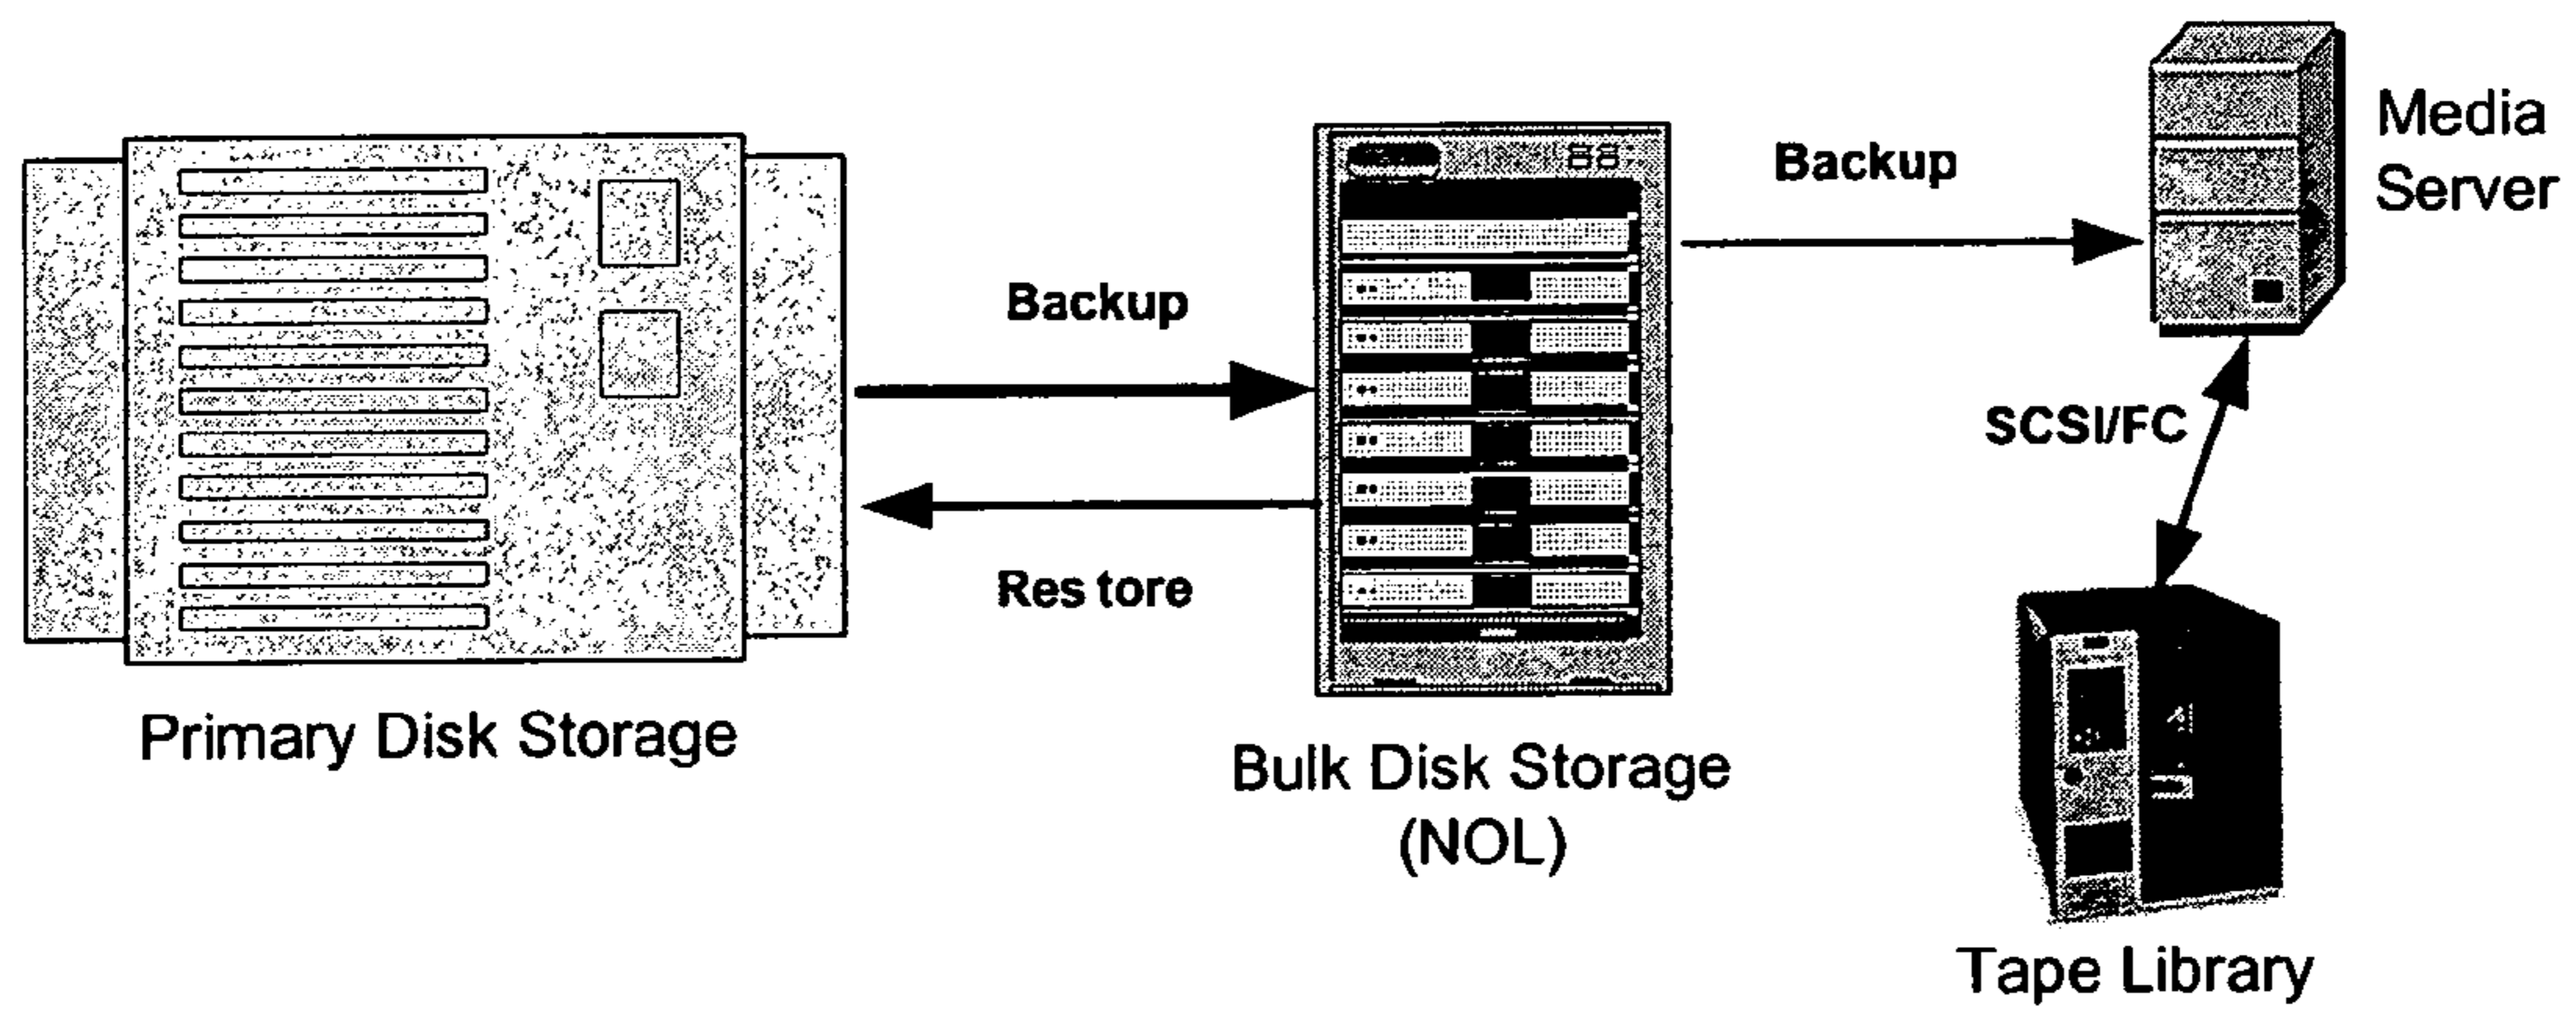 Media
Server
Backup
Backup
SCSI/FC
Res tore
Primary Disk Storage
Bulk Disk Storage
(NOL)
Tape Library